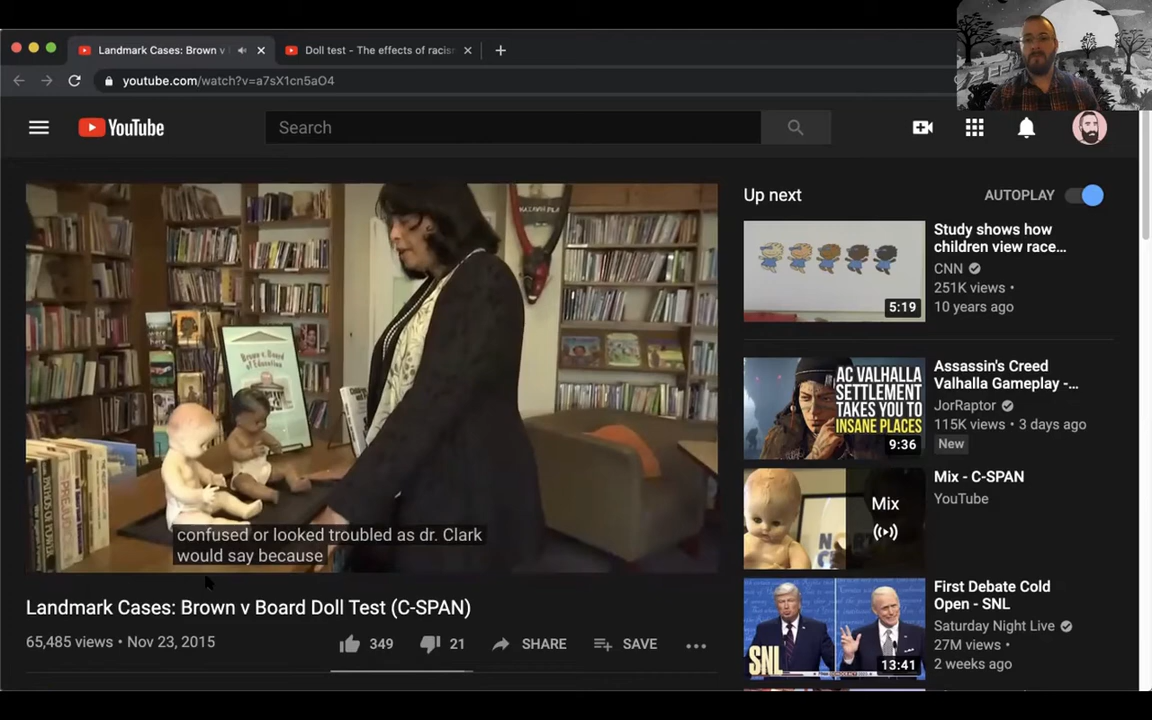 Landmark Cases: Brown v
Doll test - The effects of racis
youtube.com/watch?v=a7sX1cn5aO4
YouTube
Search
Brown v. Board
of Education
confused or looked troubled as dr. Clark
would say because
Landmark Cases: Brown v Board Doll Test (C-SPAN)
65,485 views • Nov 23, 2015
349
21
SHARE
SAVE
Up next
AUTOPLAY
5:19
Study shows how
children view race...
CNN
251K views •
10 years ago
AC VALHALLA
SETTLEMENT
TAKES YOU TO
INSANE PLACES
9:36
Assassin's Creed
Valhalla Gameplay -...
JorRaptor
115K views • 3 days ago
New
Mix
Mix - C-SPAN
YouTube
SNL
13:41
First Debate Cold
Open - SNL
Saturday Night Live
27M views •
2 weeks ago